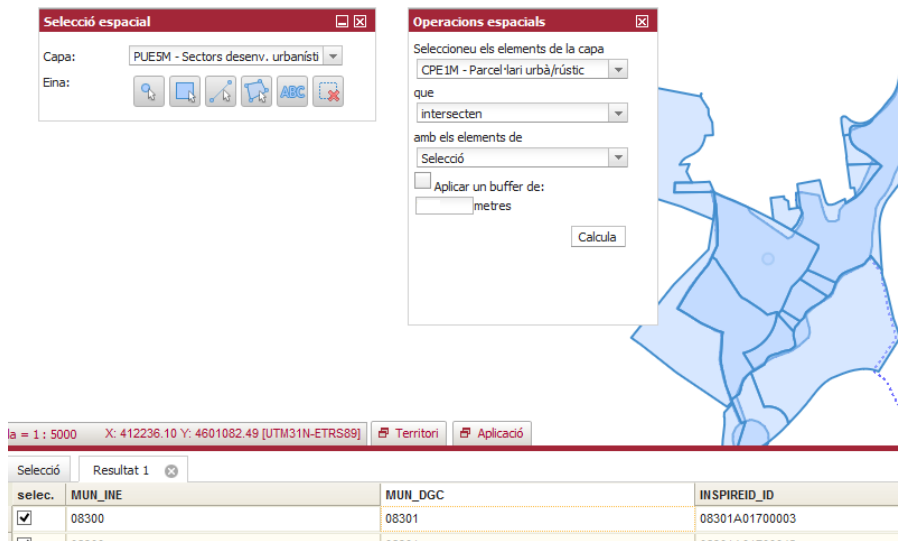 Selecció espacial
Capa:
PUE5M - Sectors desenv. urbanísti
Eina:
ABC
Operacions espacials
Seleccioneu els elements de la capa
CPE1M - Parcel·lari urbà/rústic
que
intersecten
amb els elements de
Selecció
Aplicar un buffer de:
metres
Calcula
la = 1 : 5000 X: 412236.10 Y: 4601082.49 [UTM31N-ETRS89] Territori Aplicació
Selecció Resultat 1
selec. MUN_INE MUN_DGC INSPIREID_ID
08300 08301 08301A01700003